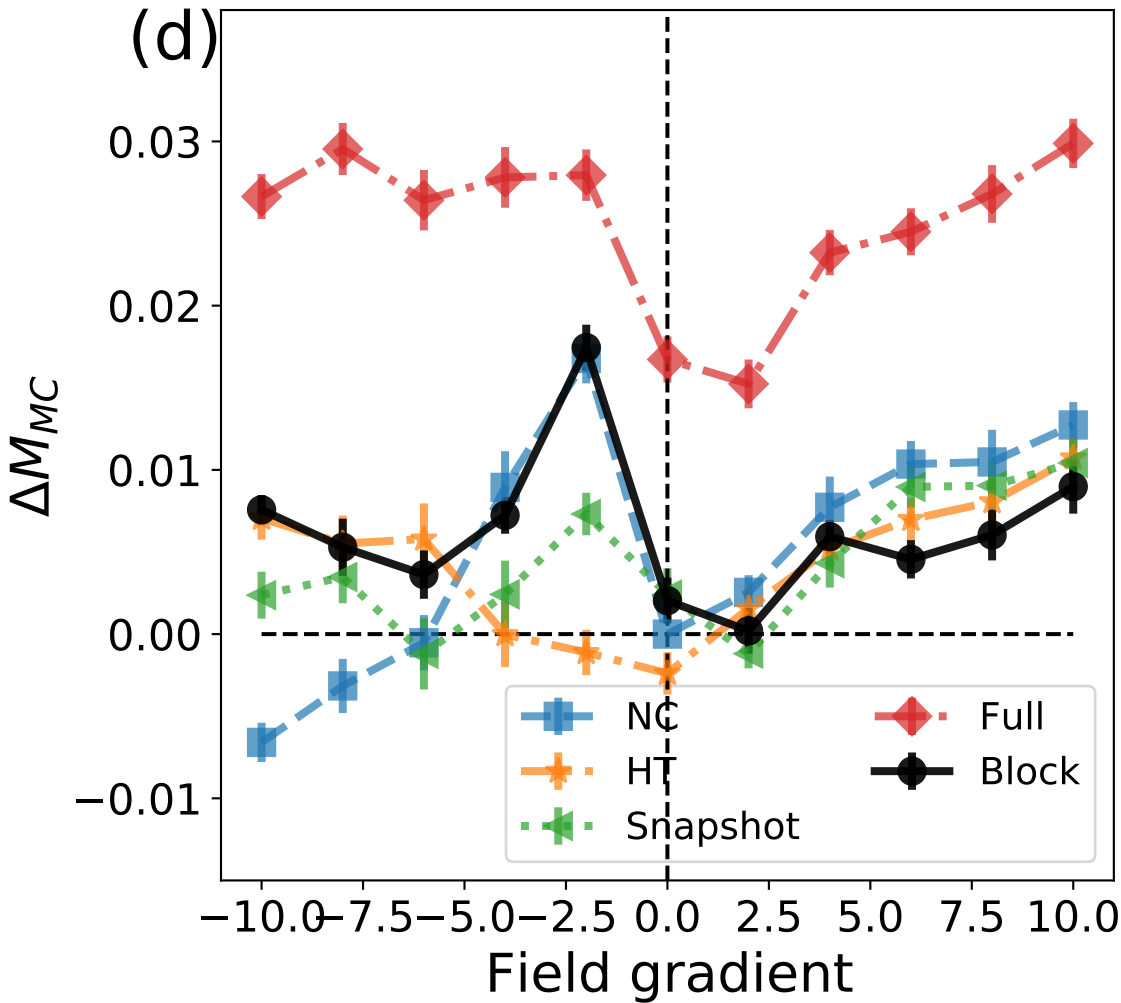 (d)
0.03
0.02
0.01
0.00
−0.01
ΔM_MC
NC
HT
Snapshot
Full
Block
−10.0 −7.5 −5.0 −2.5 0.0 2.5 5.0 7.5 10.0
Field gradient